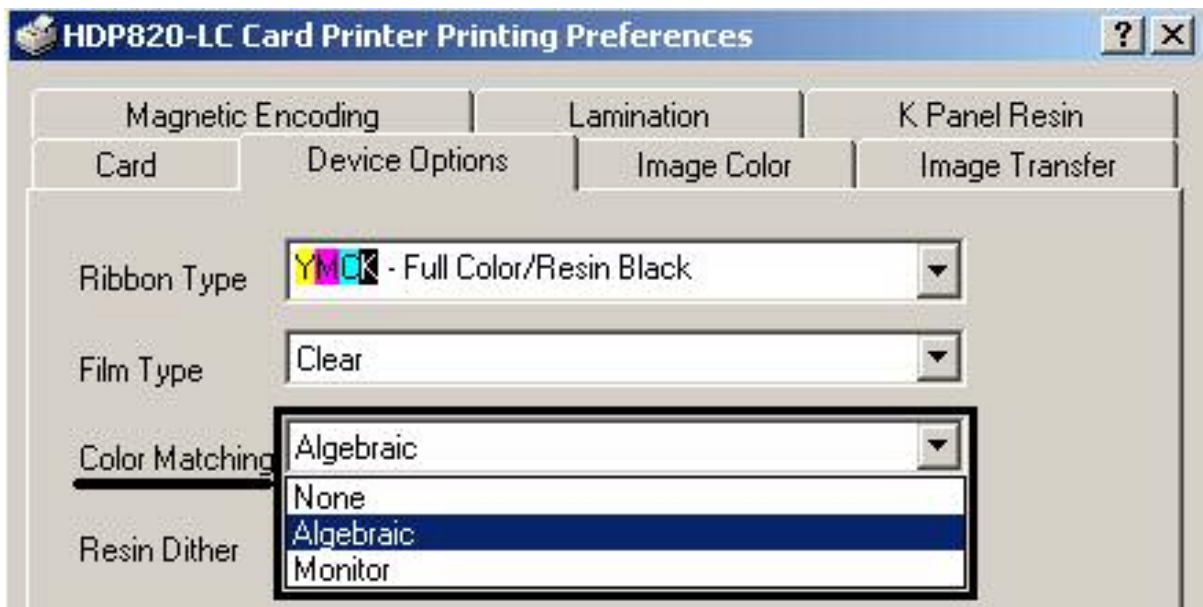 HDP820-LC Card Printer Printing Preferences
Magnetic Encoding Lamination K Panel Resin
Card Device Options Image Color Image Transfer
Ribbon Type YMCK - Full Color/Resin Black
Film Type Clear
Color Matching Algebraic
None
Algebraic
Resin Dither
Monitor